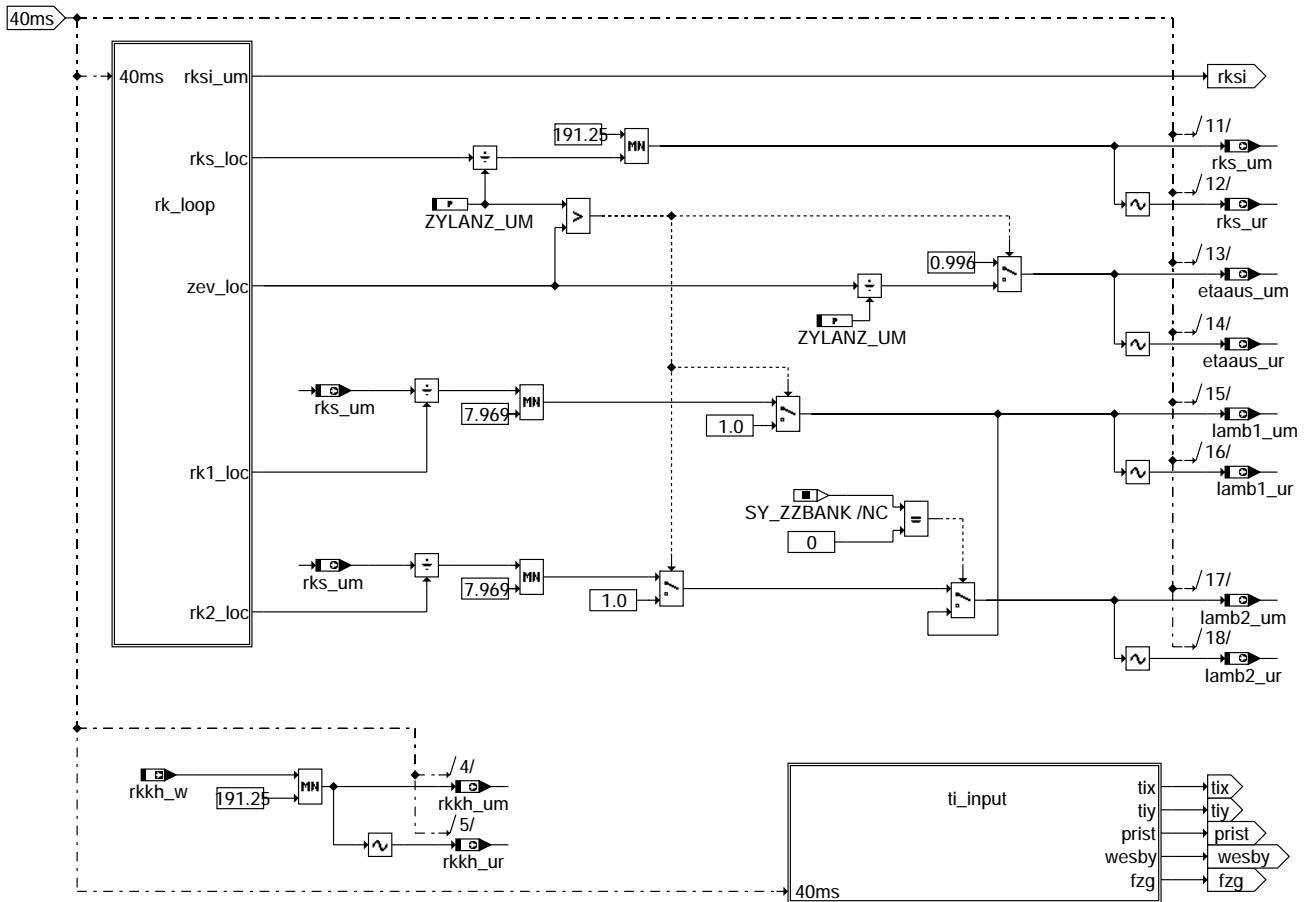 40ms
40ms rksi_um
rksi
191.25
MN
11/
rks_um
rks_loc
÷
12/
rks_ur
rk_loop
P
ZYLANZ_UM
>
13/
0.996
etaaus_um
zev_loc
÷
P
ZYLANZ_UM
14/
etaaus_ur
rks_um
÷
7.969
MN
1.0
15/
lamb1_um
16/
lamb1_ur
rk1_loc
SY_ZZBANK /NC
=
0
rks_um
÷
7.969
MN
1.0
17/
lamb2_um
rk2_loc
18/
lamb2_ur
rkkh_w
191.25
MN
4/
rkkh_um
5/
rkkh_ur
ti_input
tix
tix
tiy
tiy
prist
prist
wesby
wesby
fzg
fzg
40ms